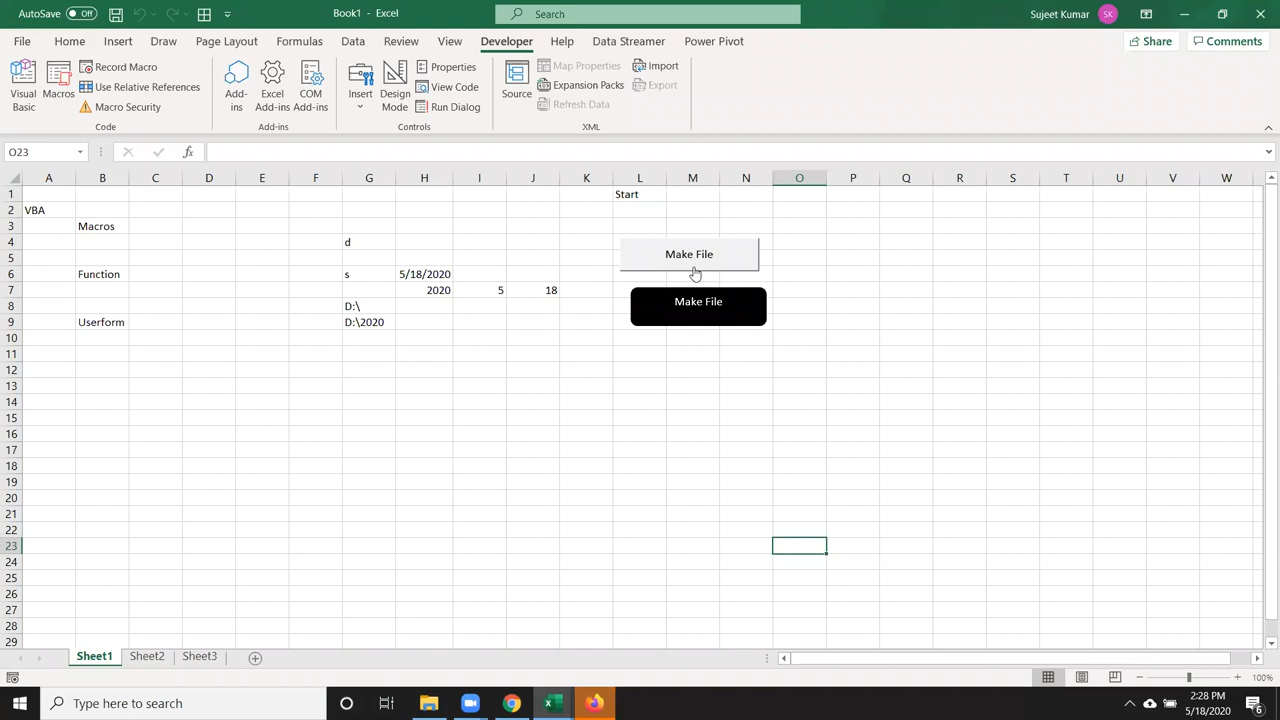 AutoSave Off Book1 - Excel Search Sujeet Kumar SK
File Home Insert Draw Page Layout Formulas Data Review View Developer Help Data Streamer Power Pivot Share Comments
Visual Basic Macros Record Macro Use Relative References Macro Security Code
Add-ins Excel Add-ins COM Add-ins Add-ins
Insert Design Mode Properties View Code Run Dialog Controls
Source Map Properties Expansion Packs Refresh Data Import Export XML
O23 fx
A B C D E F G H I J K L M N O P Q R S T U V W
1 Start
2 VBA
3 Macros
4 d
5
6 Function s 5/18/2020
7 2020 5 18
8 D:\
9 Userform D:\2020
Make File
Make File
10
11
12
13
14
15
16
17
18
19
20
21
22
23
24
25
26
27
28
29
Sheet1 Sheet2 Sheet3
100%
Type here to search 2:28 PM
5/18/2020 6